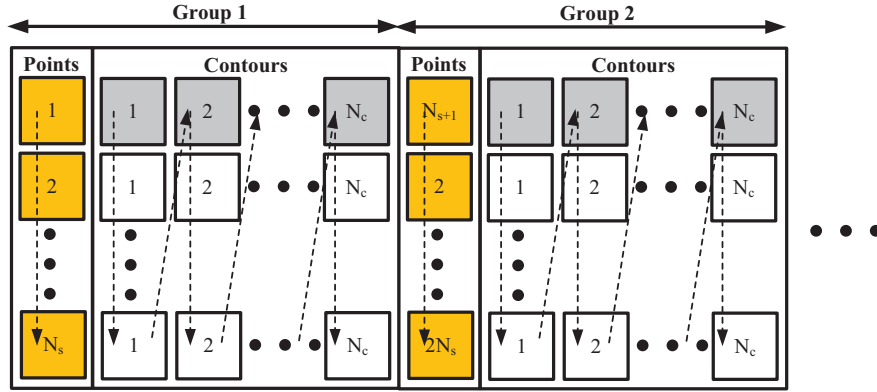 Group 1 Group 2
Points Contours Points Contours
1 1 2 N_c N_{s+1} 1 2 N_c
2 1 2 N_c 2 1 2 N_c
N_s 1 2 N_c 2N_s 1 2 N_c